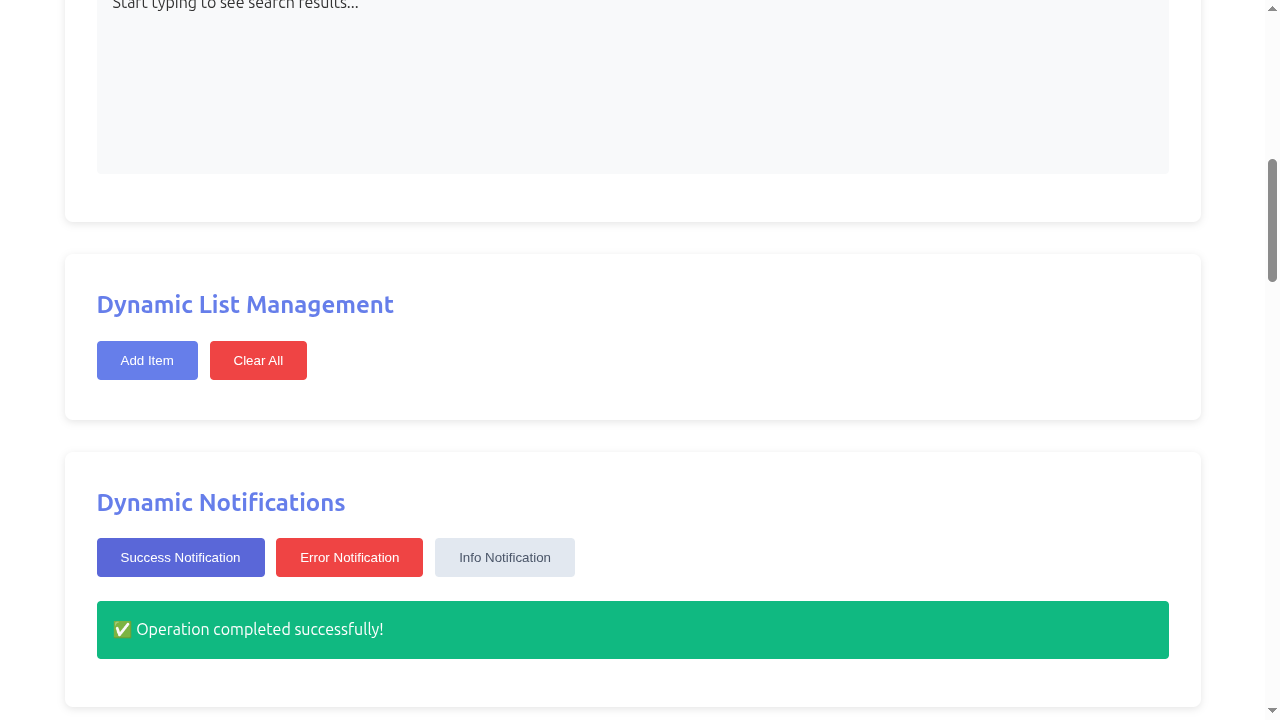 Start typing to see search results...
Dynamic List Management
Add Item
Clear All
Dynamic Notifications
Success Notification
Error Notification
Info Notification
✅ Operation completed successfully!